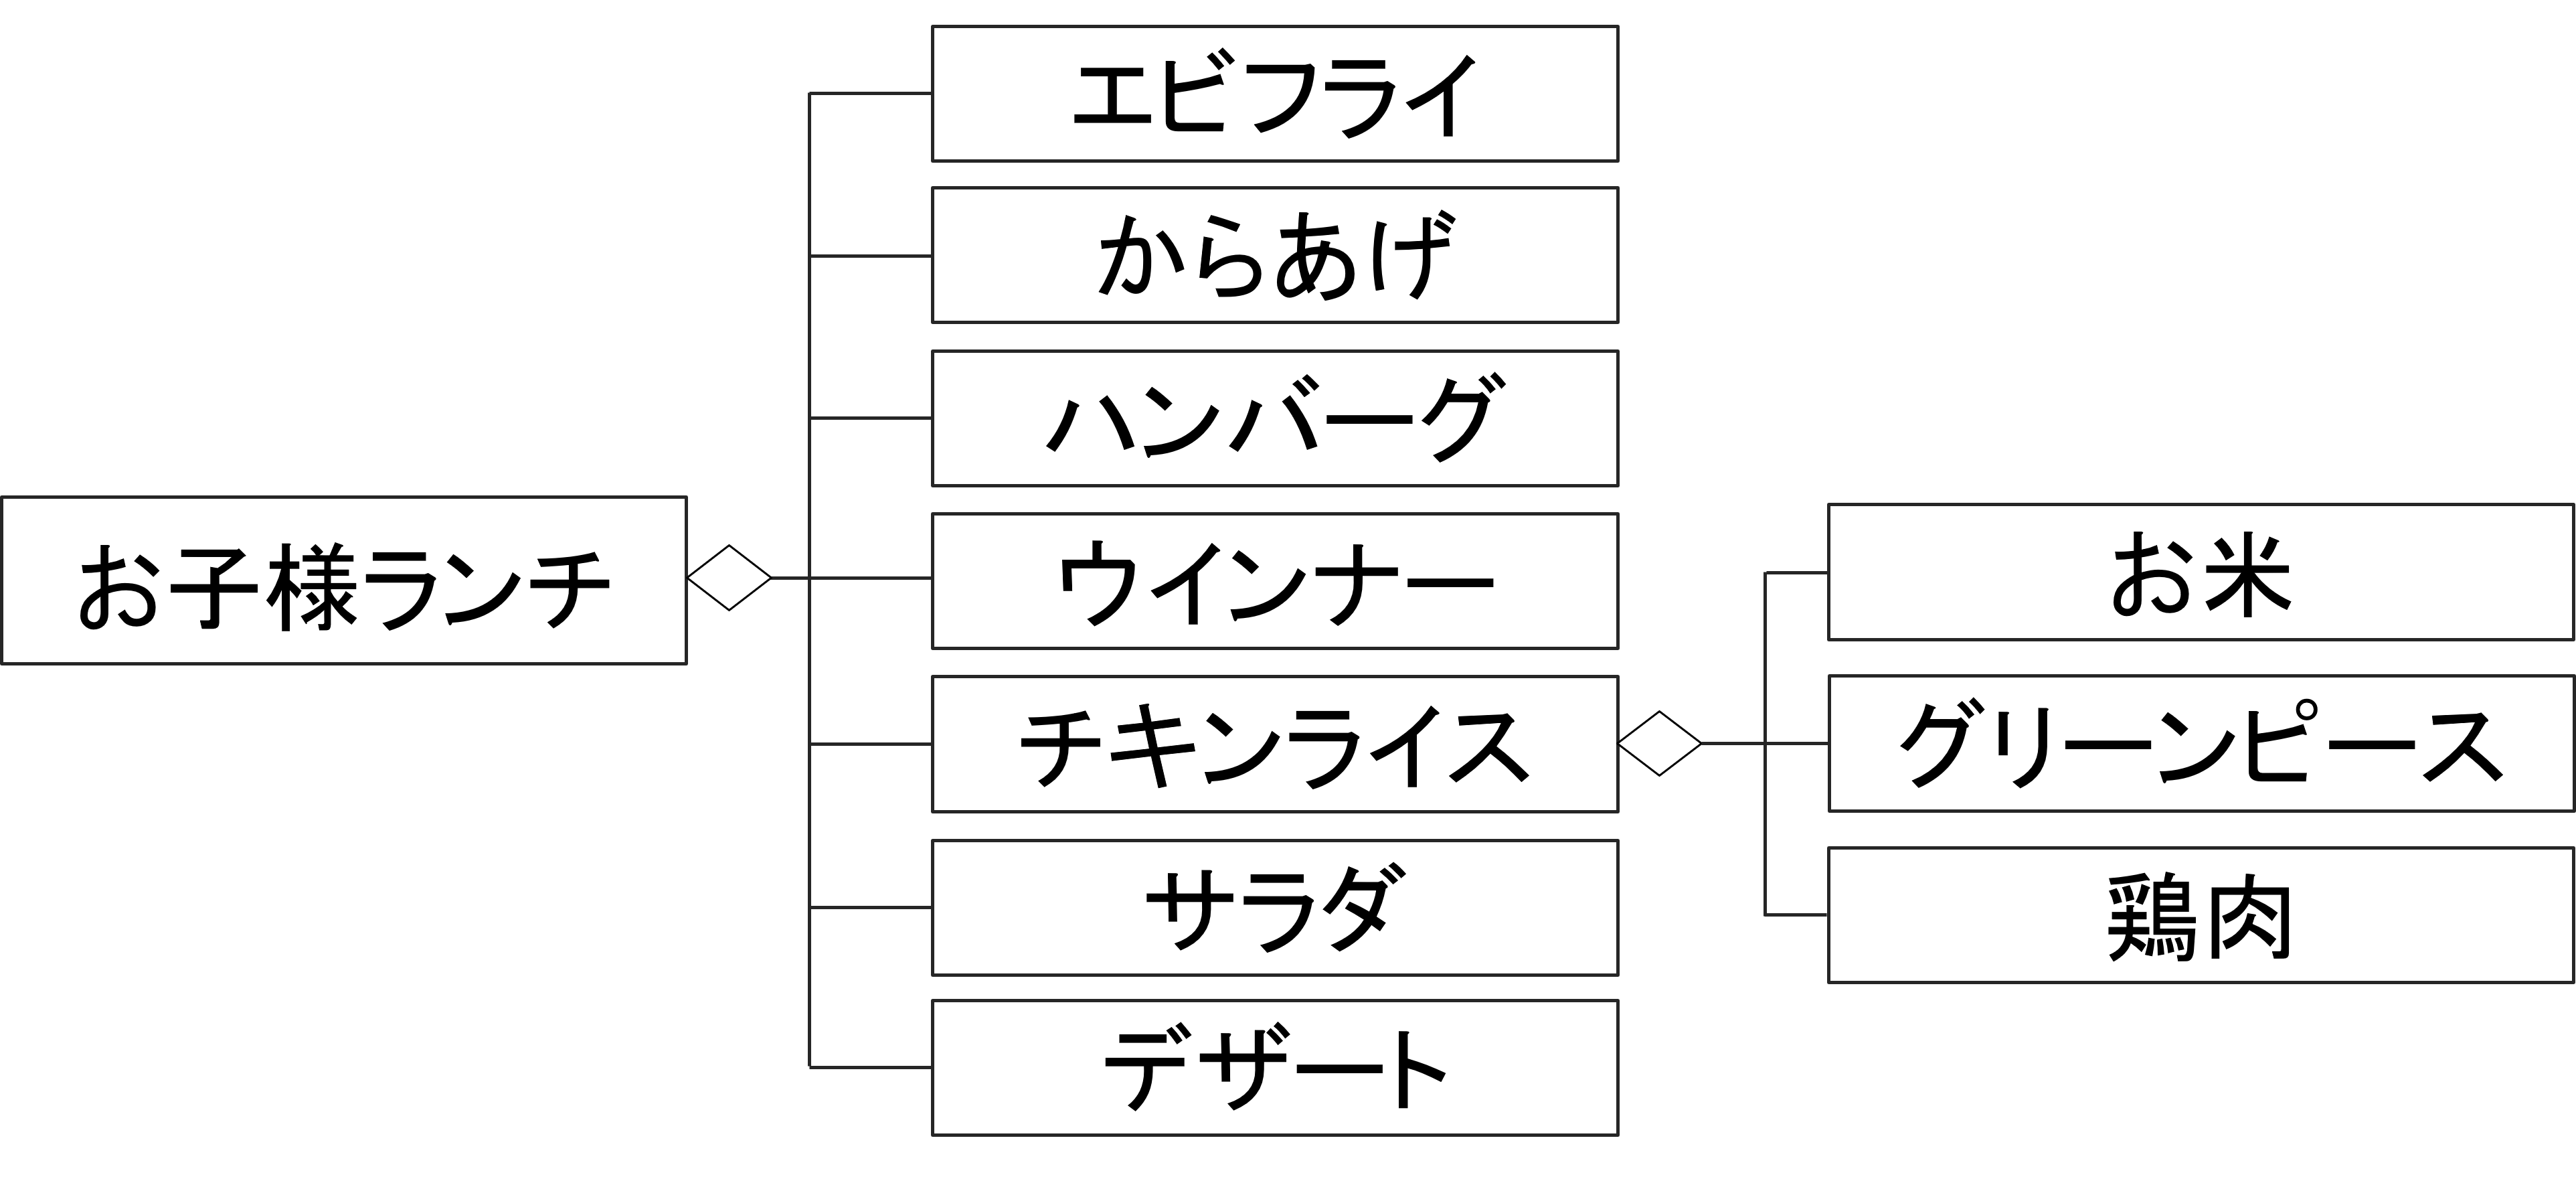 お子様ランチ
エビフライ
からあげ
ハンバーグ
ウインナー
チキンライス
サラダ
デザート
お米
グリーンピース
鶏肉